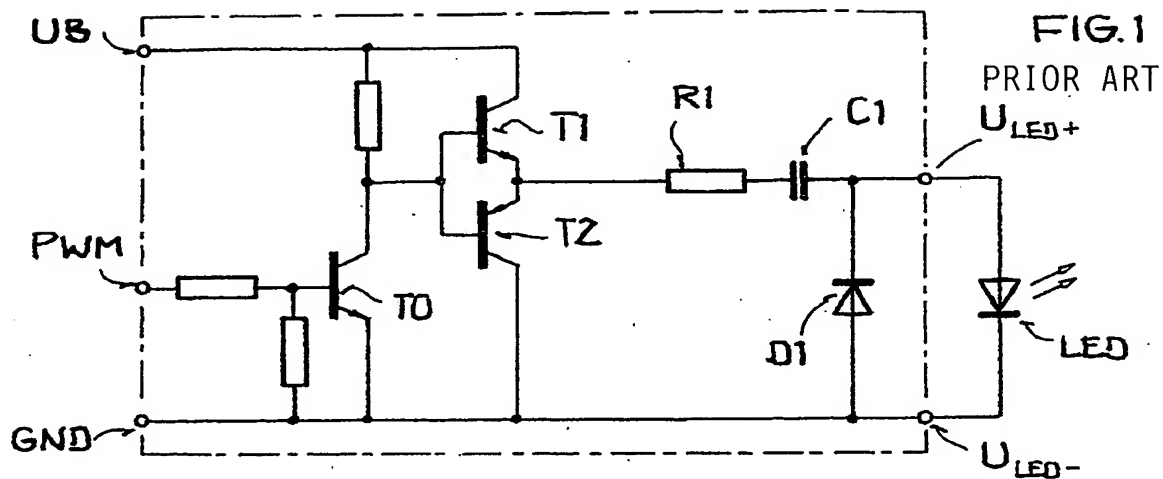 FIG.1
PRIOR ART
UB
PWM
GND
T0
T1
T2
R1
C1
D1
ULED+
LED
ULED-